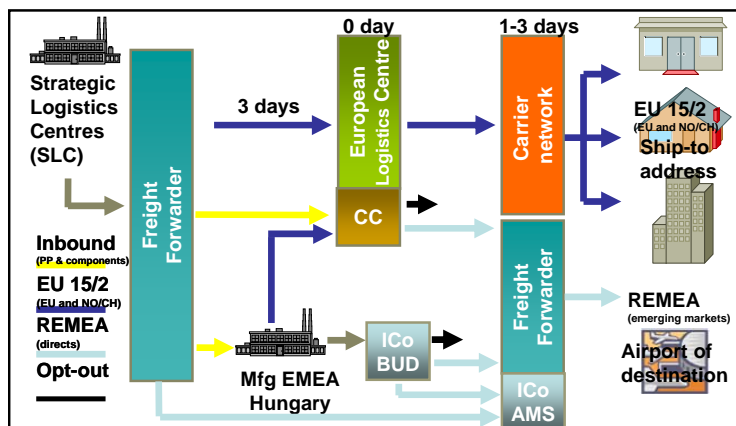 0 day
1-3 days
Strategic
Logistics
Centres
(SLC)
3 days
Freight
Forwarder
European
Logistics Centre
CC
Carrier
network
EU 15/2
(EU and NO/CH)
Ship-to
address
Inbound
(PP & components)
EU 15/2
(EU and NO/CH)
REMEA
(directs)
Opt-out
Mfg EMEA
Hungary
ICo
BUD
Freight
Forwarder
ICo
AMS
REMEA
(emerging markets)
Airport of
destination